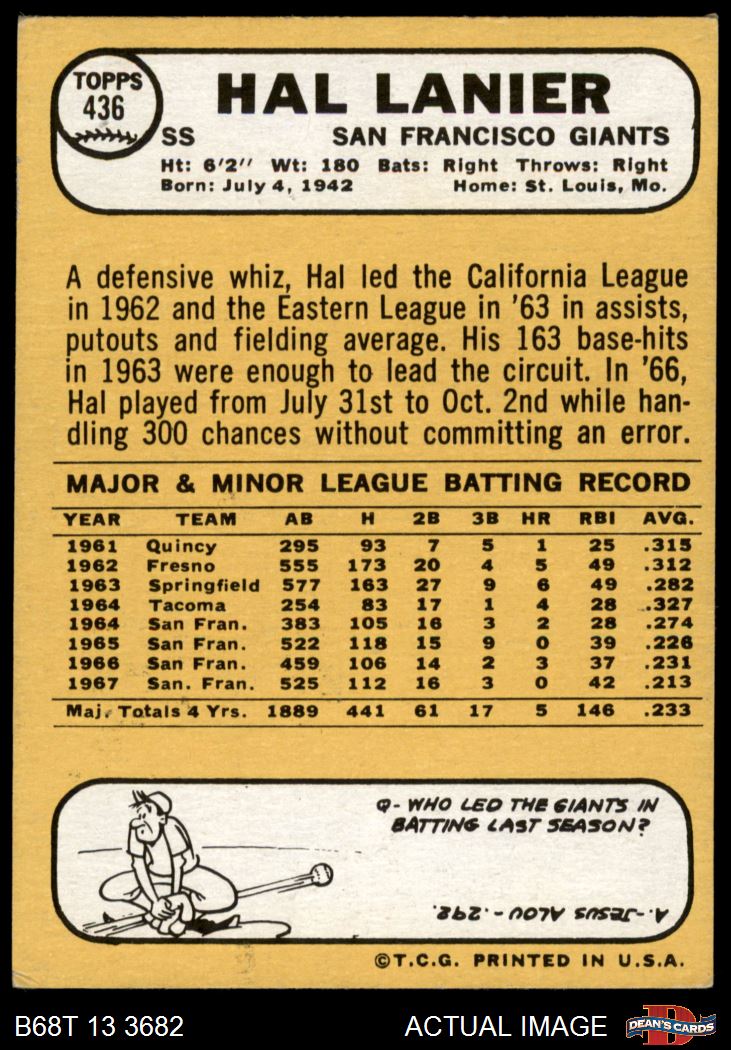 TOPPS
436
HAL LANIER
SS SAN FRANCISCO GIANTS
Ht: 6'2" Wt: 180 Bats: Right Throws: Right
Born: July 4, 1942 Home: St. Louis, Mo.
A defensive whiz, Hal led the California League
in 1962 and the Eastern League in '63 in assists,
putouts and fielding average. His 163 base-hits
in 1963 were enough to lead the circuit. In '66,
Hal played from July 31st to Oct. 2nd while han-
dling 300 chances without committing an error.
MAJOR & MINOR LEAGUE BATTING RECORD
YEAR TEAM AB H 2B 3B HR RBI AVG.
1961 Quincy 295 93 7 5 1 25 .315
1962 Fresno 555 173 20 4 5 49 .312
1963 Springfield 577 163 27 9 6 49 .282
1964 Tacoma 254 83 17 1 4 28 .327
1964 San Fran. 383 105 16 3 2 28 .274
1965 San Fran. 522 118 15 9 0 39 .226
1966 San Fran. 459 106 14 2 3 37 .231
1967 San. Fran. 525 112 16 3 0 42 .213
Maj. Totals 4 Yrs. 1889 441 61 17 5 146 .233
Q- WHO LED THE GIANTS IN
BATTING LAST SEASON?
A.-JESUS ALOU - .292.
©T.C.G. PRINTED IN U.S.A.
B68T 13 3682 ACTUAL IMAGE
D
DEAN'S CARDS